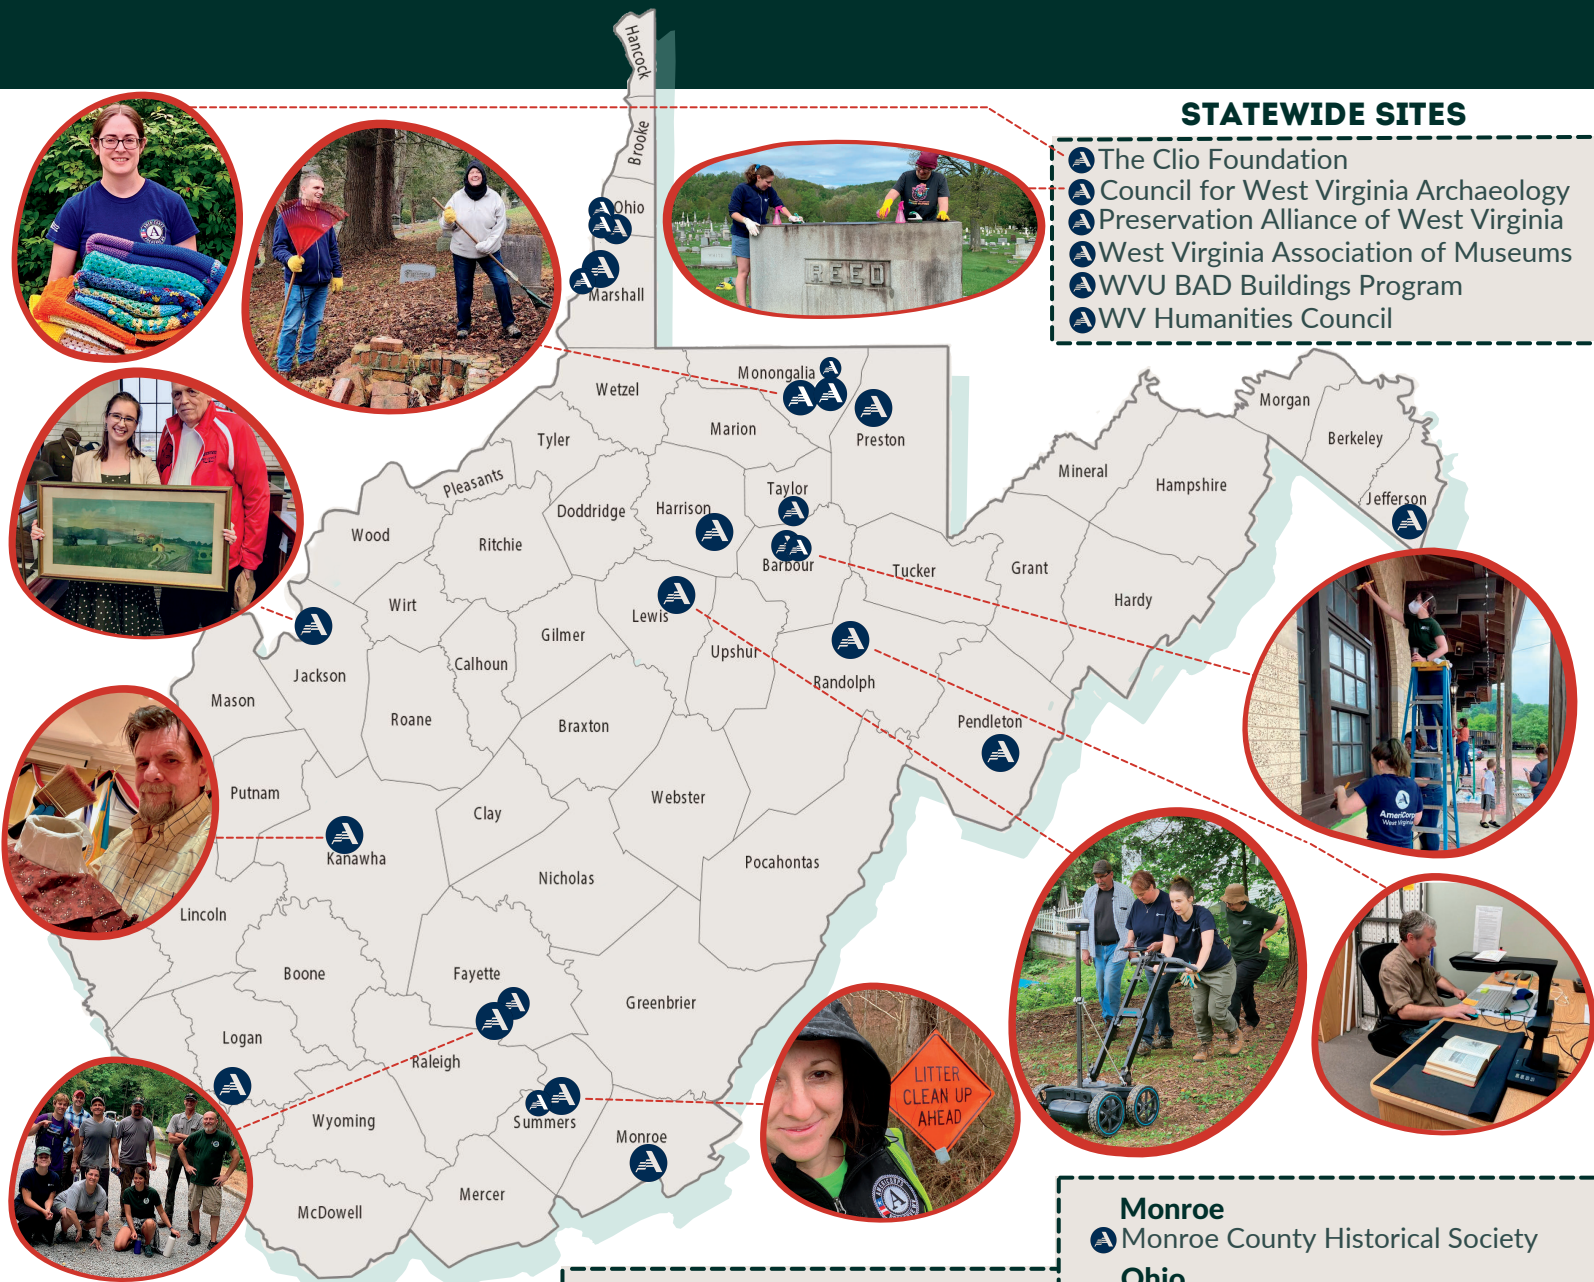 Hancock
Brooke
Ohio
Marshall
STATEWIDE SITES
The Clio Foundation
Council for West Virginia Archaeology
Preservation Alliance of West Virginia
West Virginia Association of Museums
WVU BAD Buildings Program
WV Humanities Council
REED
Wetzel
Monongalia
Marion
Preston
Tyler
Pleasants
Doddridge
Harrison
Taylor
Barbour
Wood
Ritchie
Wirt
Morgan
Berkeley
Jefferson
Mineral
Hampshire
Grant
Hardy
Tucker
Lewis
Gilmer
Calhoun
Upshur
Randolph
Pendleton
Jackson
Mason
Roane
Braxton
Putnam
Clay
Webster
Kanawha
Nicholas
Pocahontas
Lincoln
Boone
Fayette
Greenbrier
Logan
Raleigh
Wyoming
Summers
Monroe
Mercer
McDowell
LITTER
CLEAN UP
AHEAD
Monroe
Monroe County Historical Society
Ohio